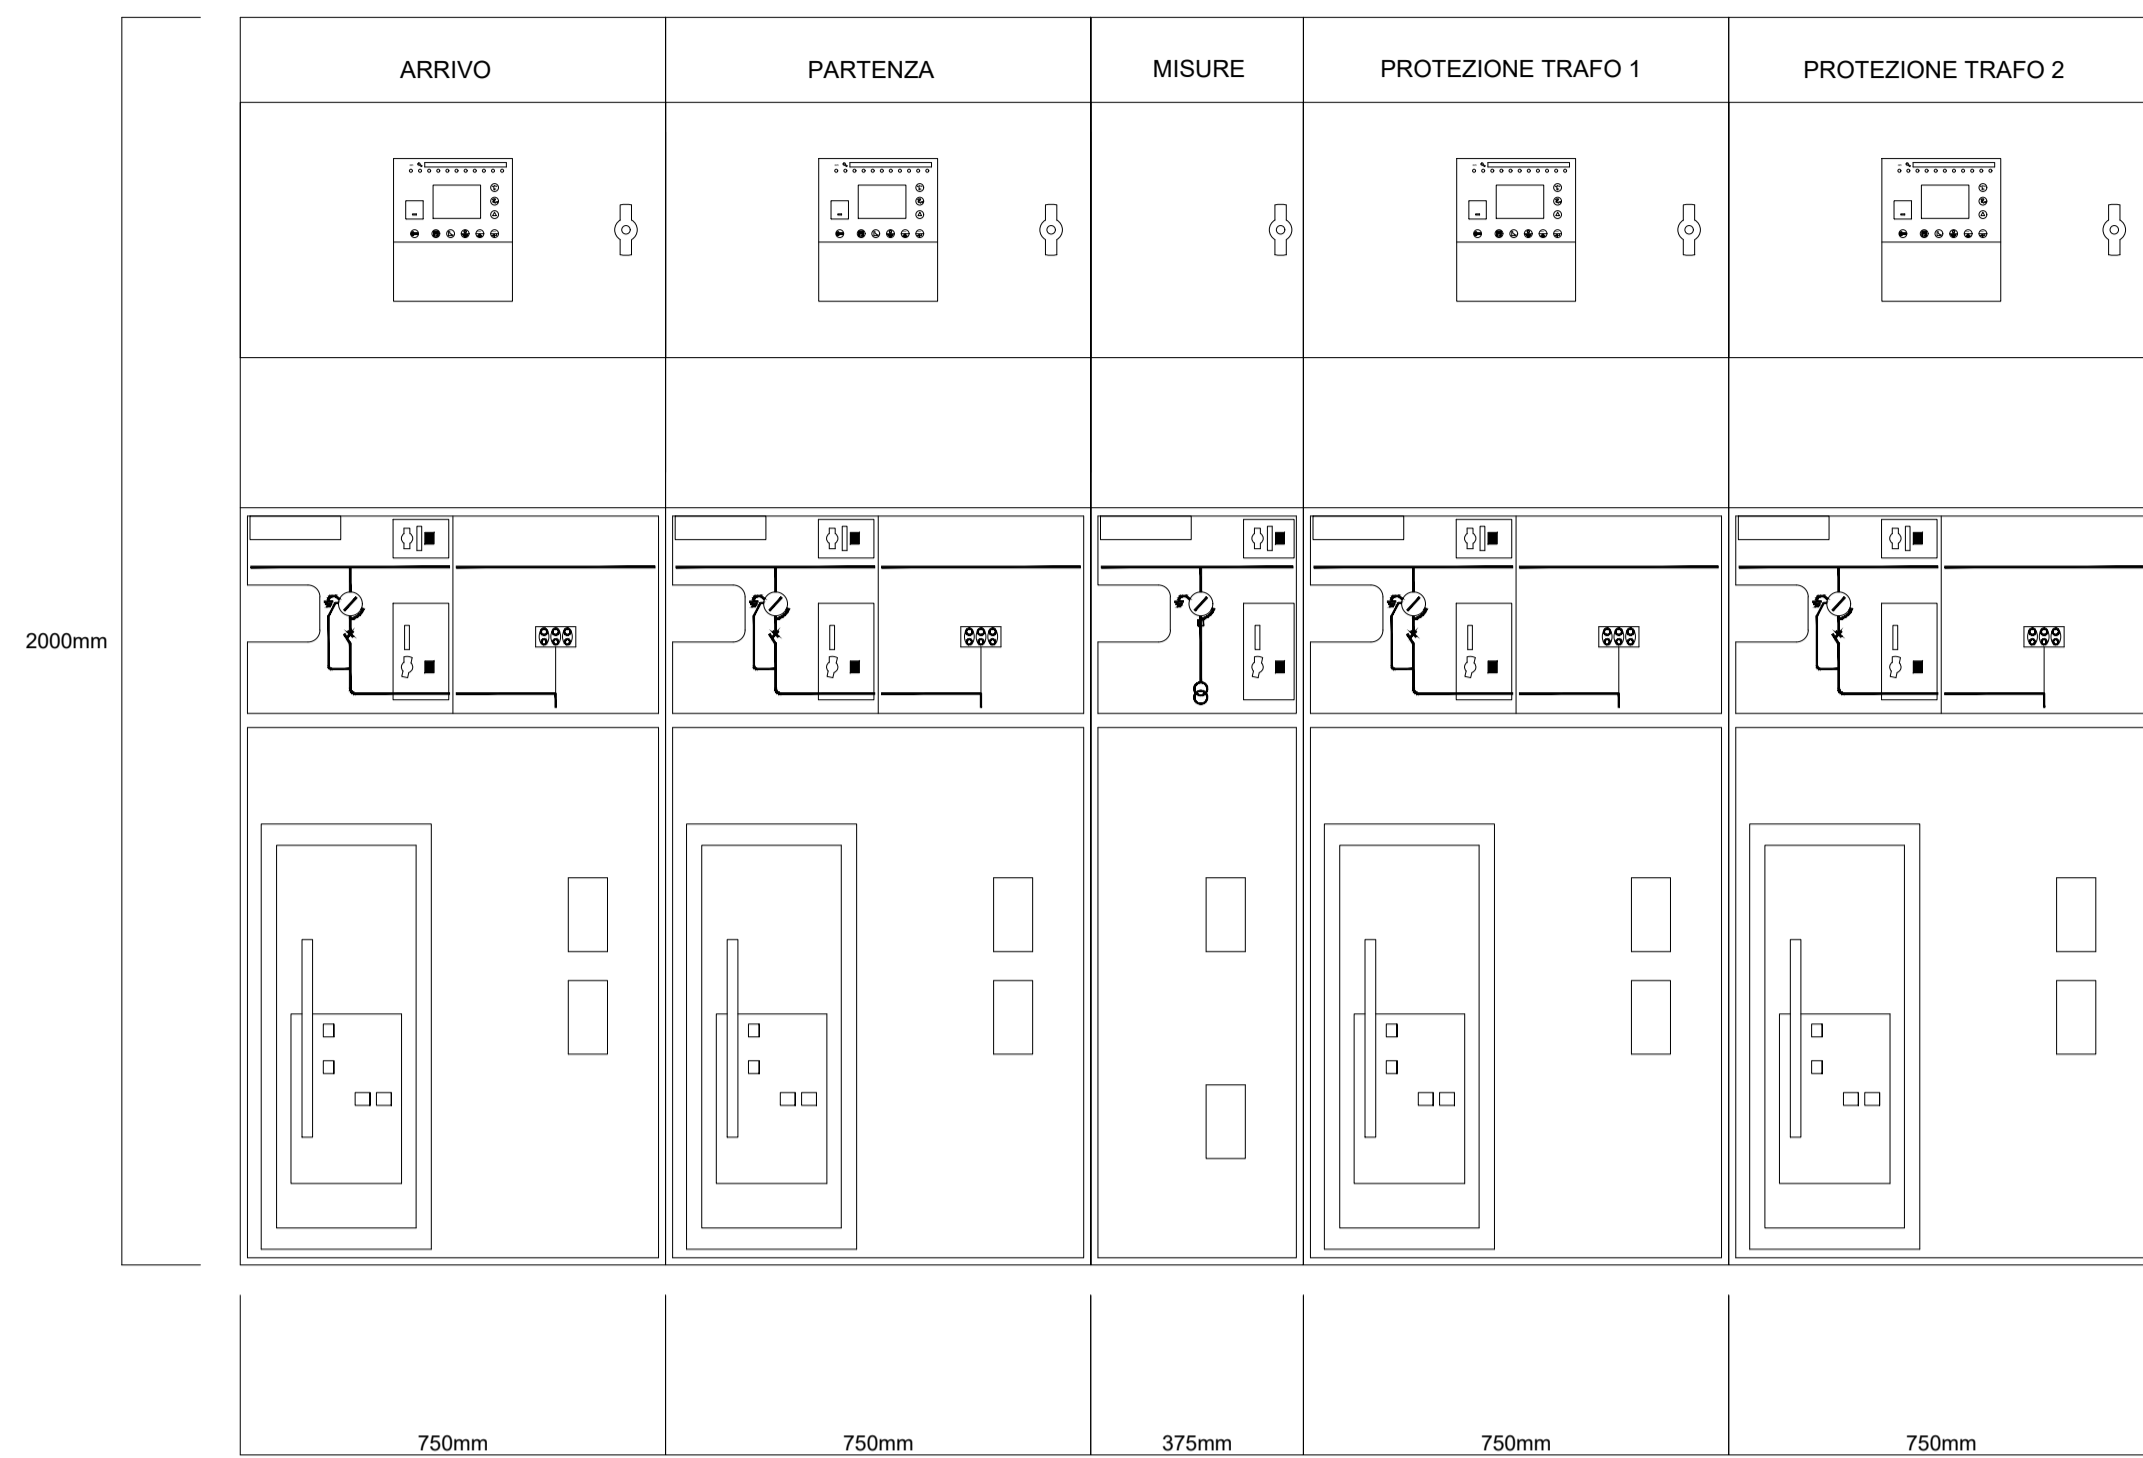 ARRIVO
PARTENZA
MISURE
PROTEZIONE TRAFO 1
PROTEZIONE TRAFO 2
2000mm
750mm
750mm
375mm
750mm
750mm